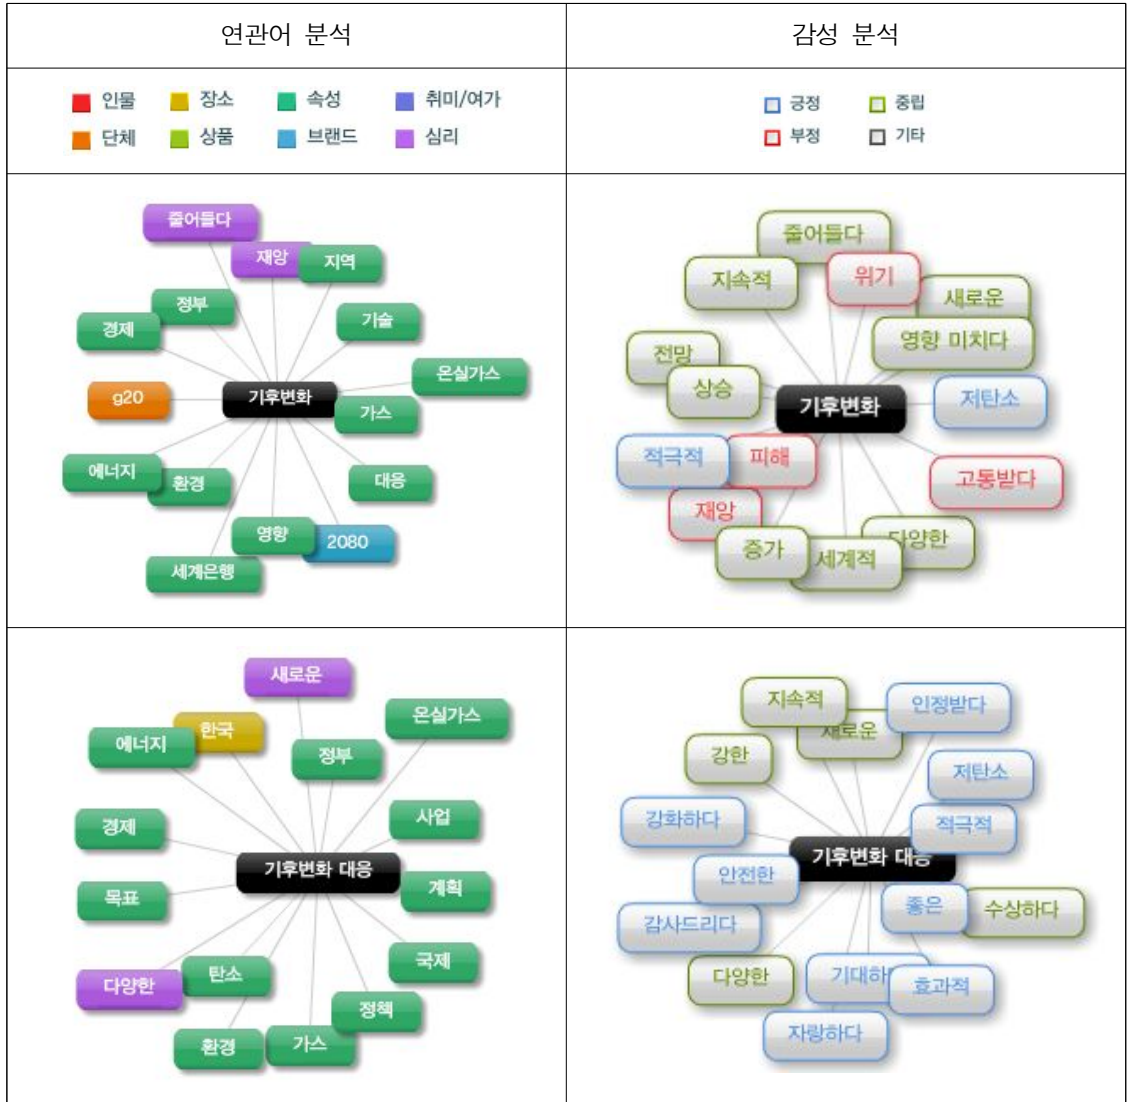 연관어 분석
감성 분석
인물 장소 속성 취미/여가
단체 상품 브랜드 심리
긍정 중립
부정 기타
줄어들다
재앙
지역
정부
기술
경제
온실가스
g20
기후변화
가스
에너지
환경
대응
영향
2080
세계은행
줄어들다
위기
지속적
새로운
영향 미치다
전망
상승
기후변화
저탄소
적극적
피해
고통받다
재앙
증가
세계적
다양한
새로운
온실가스
한국
에너지
정부
사업
경제
기후변화 대응
계획
목표
국제
탄소
다양한
정책
환경
가스
지속적
인정받다
새로운
강한
저탄소
강화하다
적극적
기후변화 대응
안전한
좋은
수상하다
감사드리다
다양한
기대하
효과적
자랑하다